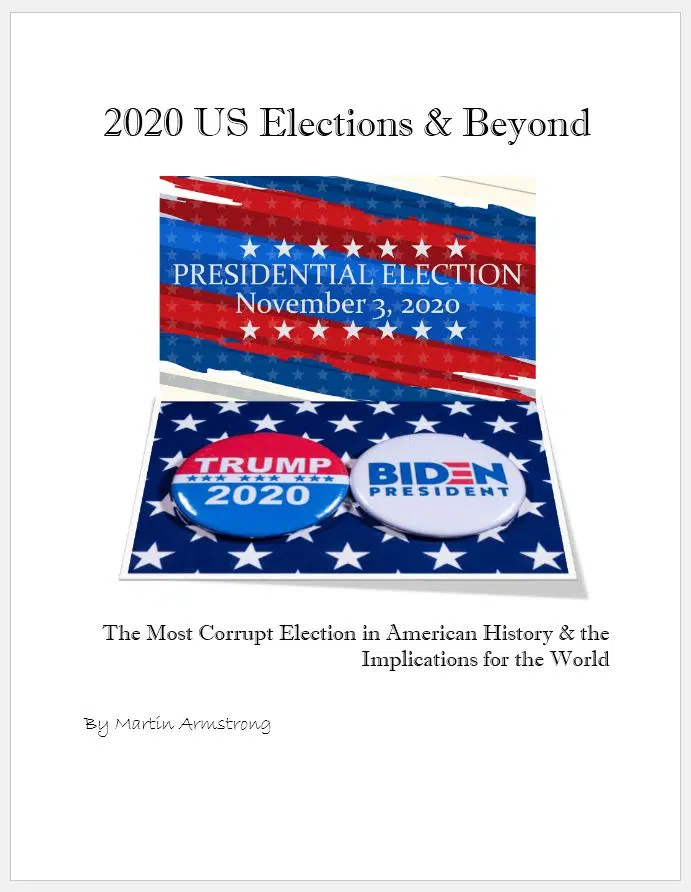 2020 US Elections & Beyond
PRESIDENTIAL ELECTION
November 3, 2020
TRUMP
2020
BIDEN
PRESIDENT
The Most Corrupt Election in American History & the
Implications for the World
By Martin Armstrong